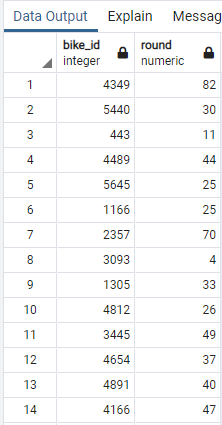 Data Output Explain Messag
bike_id round
integer numeric
1 4349 82
2 5440 30
3 443 11
4 4489 44
5 5645 25
6 1166 25
7 2357 70
8 3093 4
9 1305 33
10 4812 26
11 3445 49
12 4654 37
13 4891 40
14 4166 47